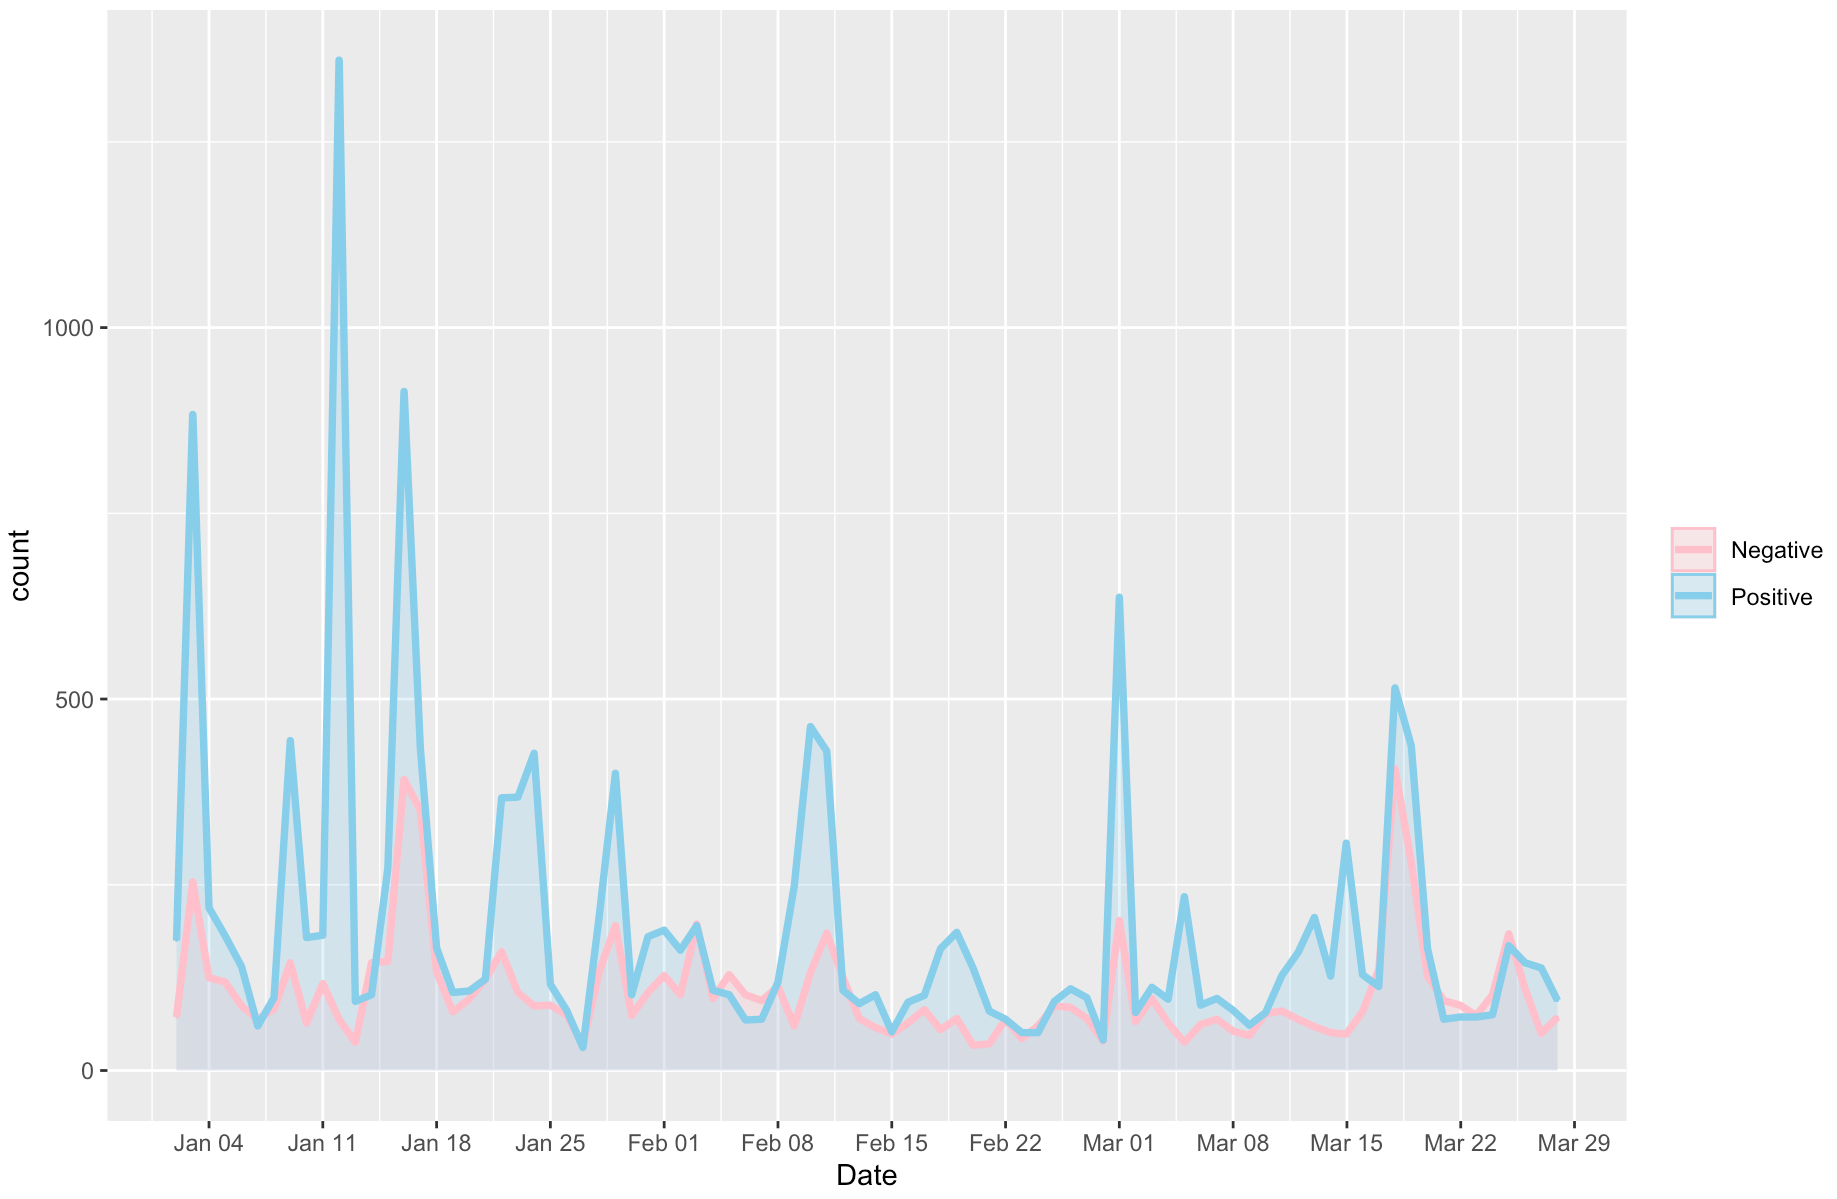 count
1000
500
0
Jan 04 Jan 11 Jan 18 Jan 25 Feb 01 Feb 08 Feb 15 Feb 22 Mar 01 Mar 08 Mar 15 Mar 22 Mar 29
Date
Negative
Positive